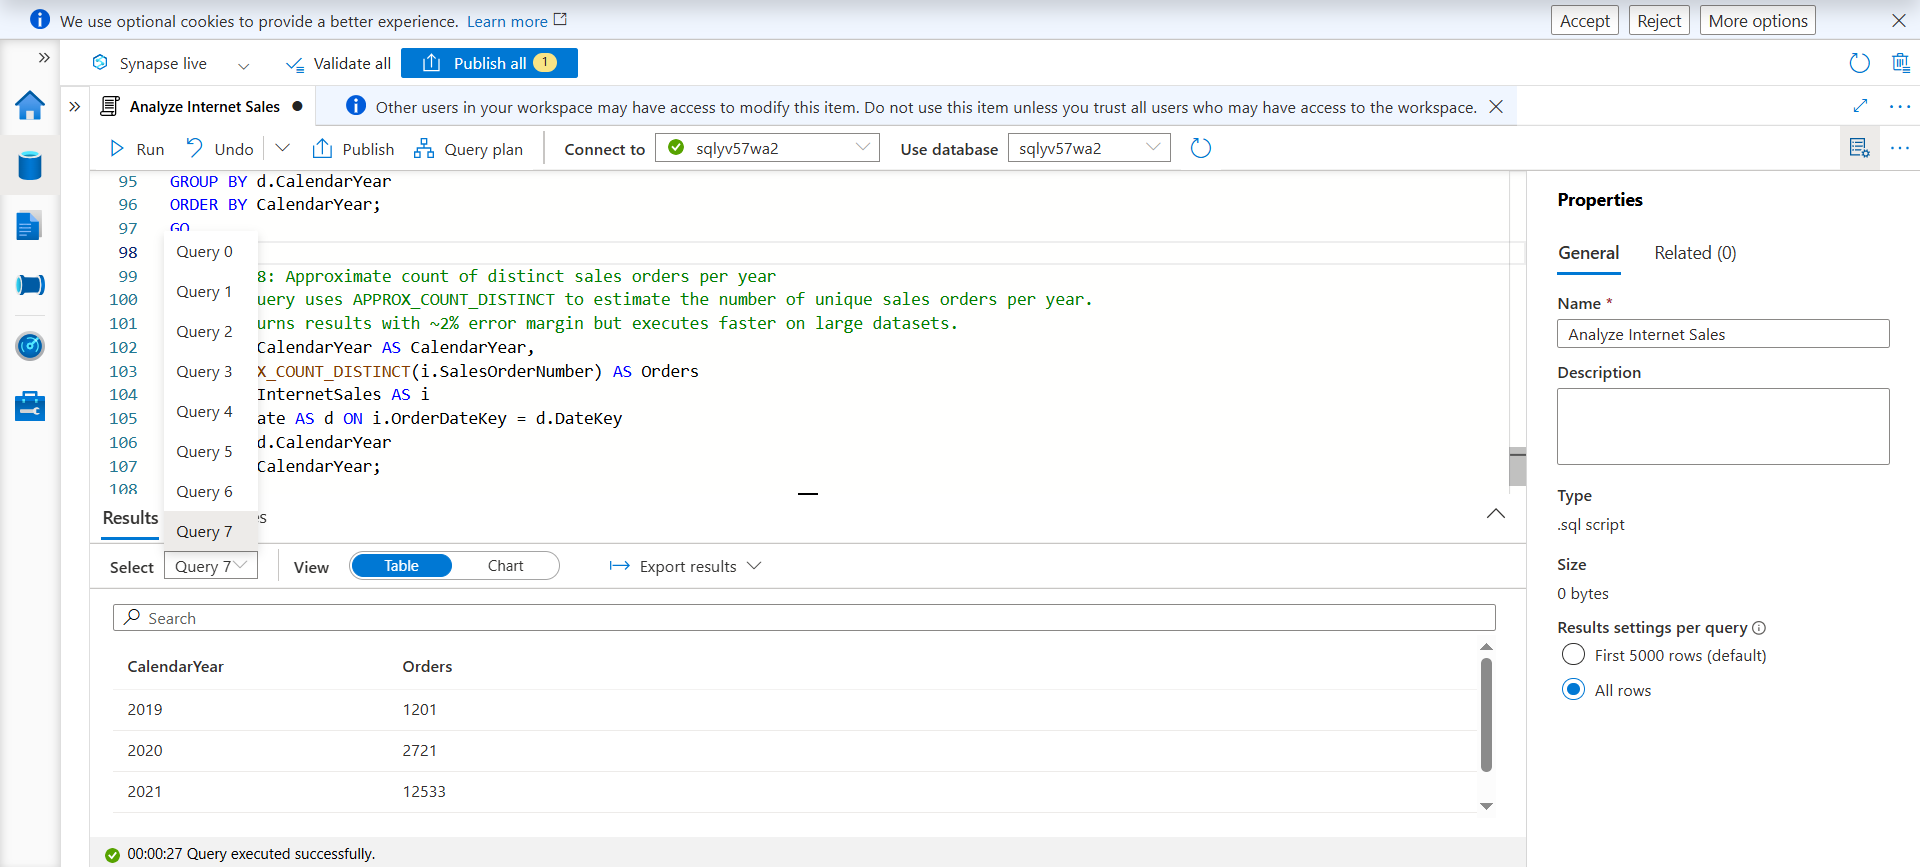 We use optional cookies to provide a better experience. Learn more
Accept
Reject
More options
Synapse live
Validate all
Publish all 1
Analyze Internet Sales
Other users in your workspace may have access to modify this item. Do not use this item unless you trust all users who may have access to the workspace.
Run
Undo
Publish
Query plan
Connect to
sqlyv57wa2
Use database
sqlyv57wa2
95 GROUP BY d.CalendarYear
96 ORDER BY CalendarYear;
97 GO
98
99 8: Approximate count of distinct sales orders per year
100 uery uses APPROX_COUNT_DISTINCT to estimate the number of unique sales orders per year.
101 urns results with ~2% error margin but executes faster on large datasets.
102 CalendarYear AS CalendarYear,
103 X_COUNT_DISTINCT(i.SalesOrderNumber) AS Orders
104 InternetSales AS i
105 ate AS d ON i.OrderDateKey = d.DateKey
106 d.CalendarYear
107 CalendarYear;
108
Query 0
Query 1
Query 2
Query 3
Query 4
Query 5
Query 6
Query 7
Results
es
Select
Query 7
View
Table
Chart
Export results
Search
CalendarYear Orders
2019 1201
2020 2721
2021 12533
00:00:27 Query executed successfully.
Properties
General
Related (0)
Name *
Analyze Internet Sales
Description
Type
.sql script
Size
0 bytes
Results settings per query
First 5000 rows (default)
All rows